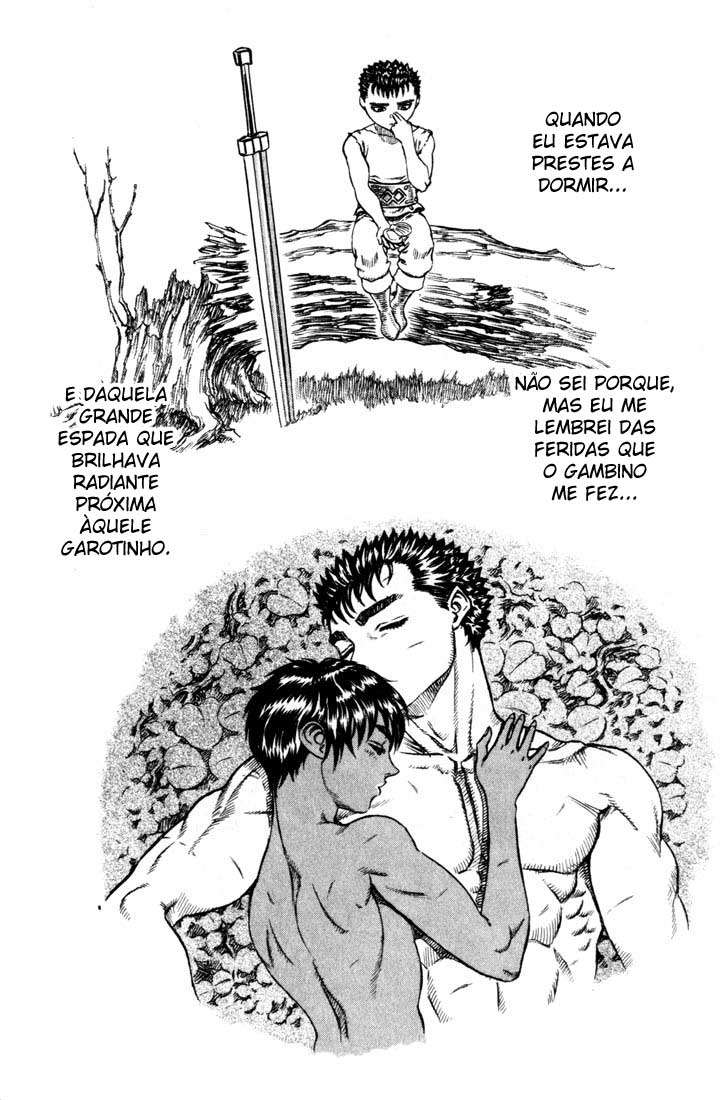 QUANDO
EU ESTAVA
PRESTES A
DORMIR...
NÃO SEI PORQUE,
MAS EU ME
LEMBREI DAS
FERIDAS QUE
O GAMBINO
ME FEZ...
E DAQUELA
GRANDE
ESPADA QUE
BRILHAVA
RADIANTE
PRÓXIMA
ÀQUELE
GAROTINHO.